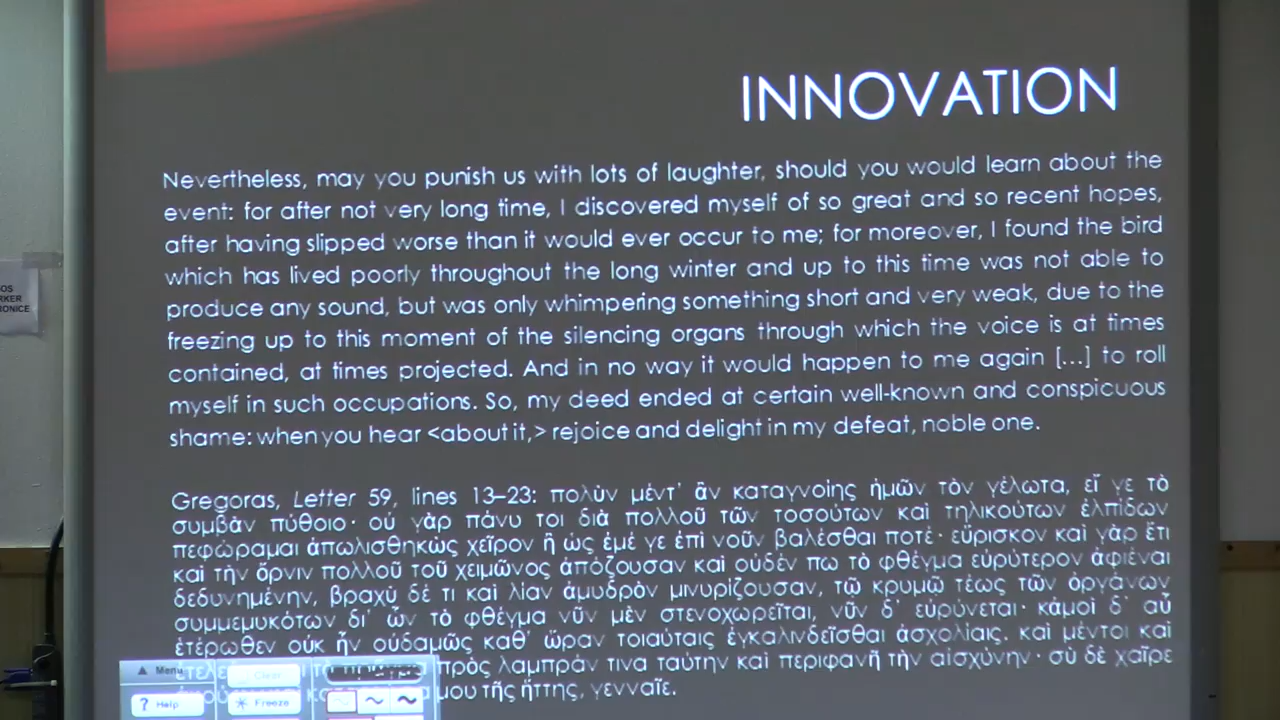 INNOVATION
Nevertheless, may you punish us with lots of laughter, should you would learn about the
event: for after not very long time, I discovered myself of so great and so recent hopes,
after having slipped worse than it would ever occur to me; for moreover, I found the bird
which has lived poorly throughout the long winter and up to this time was not able to
produce any sound, but was only whimpering something short and very weak, due to the
freezing up to this moment of the silencing organs through which the voice is at times
contained, at times projected. And in no way it would happen to me again [...] to roll
myself in such occupations. So, my deed ended at certain well-known and conspicuous
shame: when you hear <about it,> rejoice and delight in my defeat, noble one.
Gregoras, Letter 59, lines 13–23: πολὺν μέντ' ἂν καταγνοίης ἡμῶν τὸν γέλωτα, εἴ γε τὸ
συμβὰν πύθοιο· οὐ γὰρ πάνυ τοι διὰ πολλοῦ τῶν τοσούτων καὶ τηλικούτων ἐλπίδων
πεφώραμαι ἀπωλισθηκὼς χεῖρον ἢ ὡς ἐμέ γε ἐπὶ νοῦν βαλέσθαι ποτέ· εὕρισκον καὶ γὰρ ἔτι
καὶ τὴν ὄρνιν πολλοῦ τοῦ χειμῶνος ἀπόζουσαν καὶ οὐδέν πω τὸ φθέγμα εὐρύτερον ἀφιέναι
δεδυνημένην, βραχὺ δέ τι καὶ λίαν ἀμυδρὸν μινυρίζουσαν, τῷ κρυμῷ τέως τῶν ὀργάνων
συμμεμυκότων δι' ὧν τὸ φθέγμα νῦν μὲν στενοχωρεῖται, νῦν δ' εὐρύνεται· κἀμοὶ δ' αὖ
ἑτέρωθεν οὐκ ἦν οὐδαμῶς καθ' ὥραν τοιαύταις ἐγκαλινδεῖσθαι ἀσχολίαις. καὶ μέντοι καὶ
πρὸς λαμπράν τινα ταύτην καὶ περιφανῆ τὴν αἰσχύνην· σὺ δὲ χαῖρε
μου τῆς ἥττης, γενναῖε.
Menu
Clear
? Help
Freeze